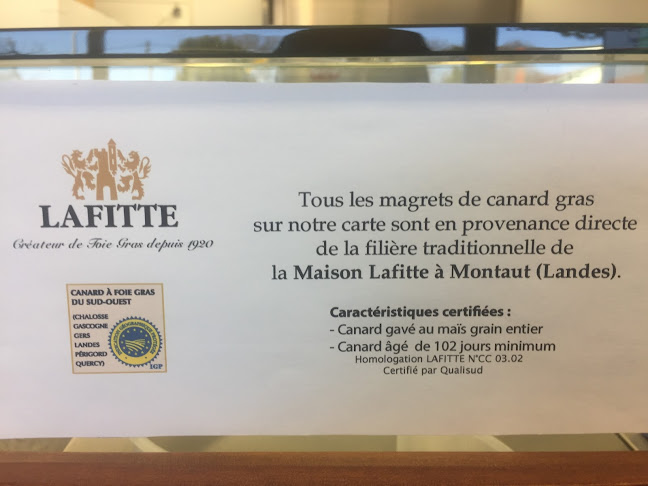 LAFITTE
Créateur de Foie Gras depuis 1920
CANARD À FOIE GRAS
DU SUD-OUEST
(CHALOSSE
GASCOGNE
GERS
LANDES
PÉRIGORD
QUERCY)
IGP
Tous les magrets de canard gras
sur notre carte sont en provenance directe
de la filière traditionnelle de
la Maison Lafitte à Montaut (Landes).
Caractéristiques certifiées :
- Canard gavé au maïs grain entier
- Canard âgé de 102 jours minimum
Homologation LAFITTE N°CC 03.02
Certifié par Qualisud